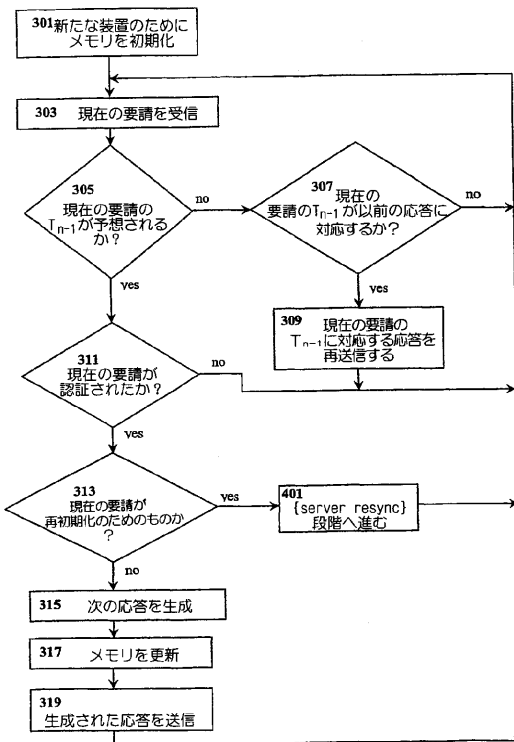 301新たな装置のために
メモリを初期化
303 現在の要請を受信
305
現在の要請の
Tn-1が予想される
か？
no
307
現在の
要請のTn-1が以前の応答に
対応するか？
no
yes
yes
309 現在の要請の
Tn-1に対応する応答を
再送信する
311
現在の要請が
認証されたか？
no
yes
313
現在の要請が
再初期化のためのものか
？
yes
401
{server resync}
段階へ進む
no
315 次の応答を生成
317 メモリを更新
319
生成された応答を送信